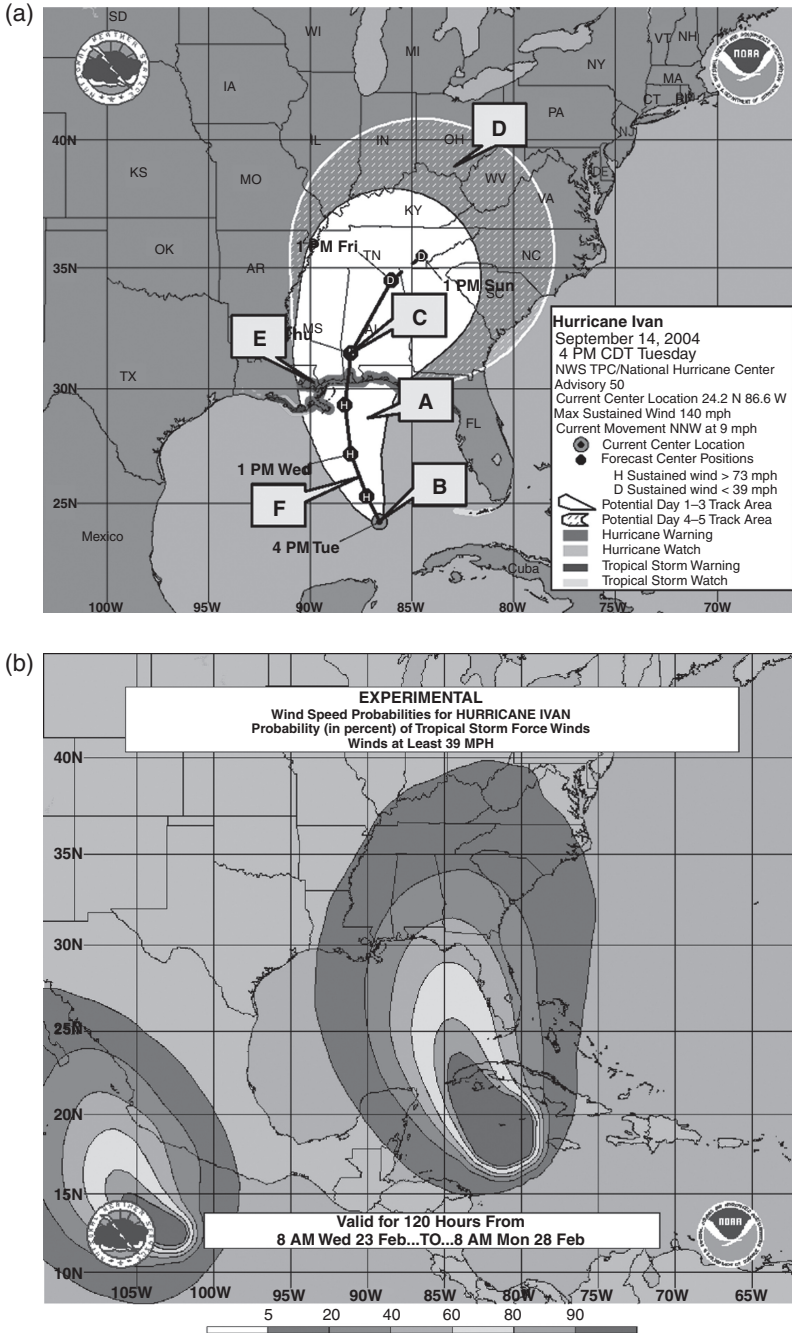 (a)
SD
WI
VT
NH
MI
NY
MA
IA
CT
PA
NJ
40N
IL
IN
OH
D
KS
MO
WV
DE
VA
KY
1 PM Fri
TN
D
NC
OK
AR
35N
D
1 PM Sun
SC
C
E
MS
AL
LA
TX
30N
A
H
FL
1 PM Wed
H
B
F
H
25N
4 PM Tue
Mexico
Cuba
100W
95W
90W
85W
80W
75W
70W
Hurricane Ivan
September 14, 2004
4 PM CDT Tuesday
NWS TPC/National Hurricane Center
Advisory 50
Current Center Location 24.2 N 86.6 W
Max Sustained Wind 140 mph
Current Movement NNW at 9 mph
Current Center Location
Forecast Center Positions
H Sustained wind > 73 mph
D Sustained wind < 39 mph
Potential Day 1–3 Track Area
Potential Day 4–5 Track Area
Hurricane Warning
Hurricane Watch
Tropical Storm Warning
Tropical Storm Watch
NOAA
(b)
EXPERIMENTAL
Wind Speed Probabilities for HURRICANE IVAN
Probability (in percent) of Tropical Storm Force Winds
Winds at Least 39 MPH
40N
35N
30N
25N
20N
15N
10N
NOAA
Valid for 120 Hours From
8 AM Wed 23 Feb...TO...8 AM Mon 28 Feb
105W
100W
95W
90W
85W
80W
75W
70W
65W
5 20 40 60 80 90